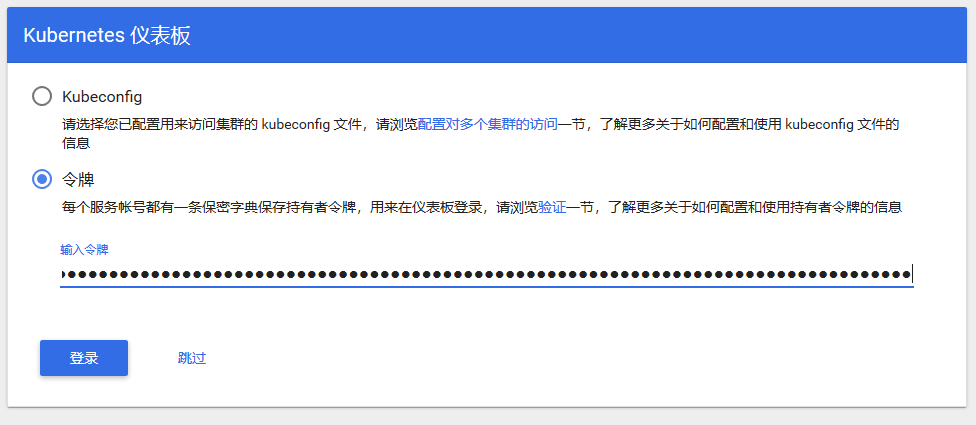 Kubernetes 仪表板
Kubeconfig
请选择您已配置用来访问集群的 kubeconfig 文件，请浏览配置对多个集群的访问一节，了解更多关于如何配置和使用 kubeconfig 文件的
信息
令牌
每个服务帐号都有一条保密字典保存持有者令牌，用来在仪表板登录，请浏览验证一节，了解更多关于如何配置和使用持有者令牌的信息
输入令牌
登录 跳过